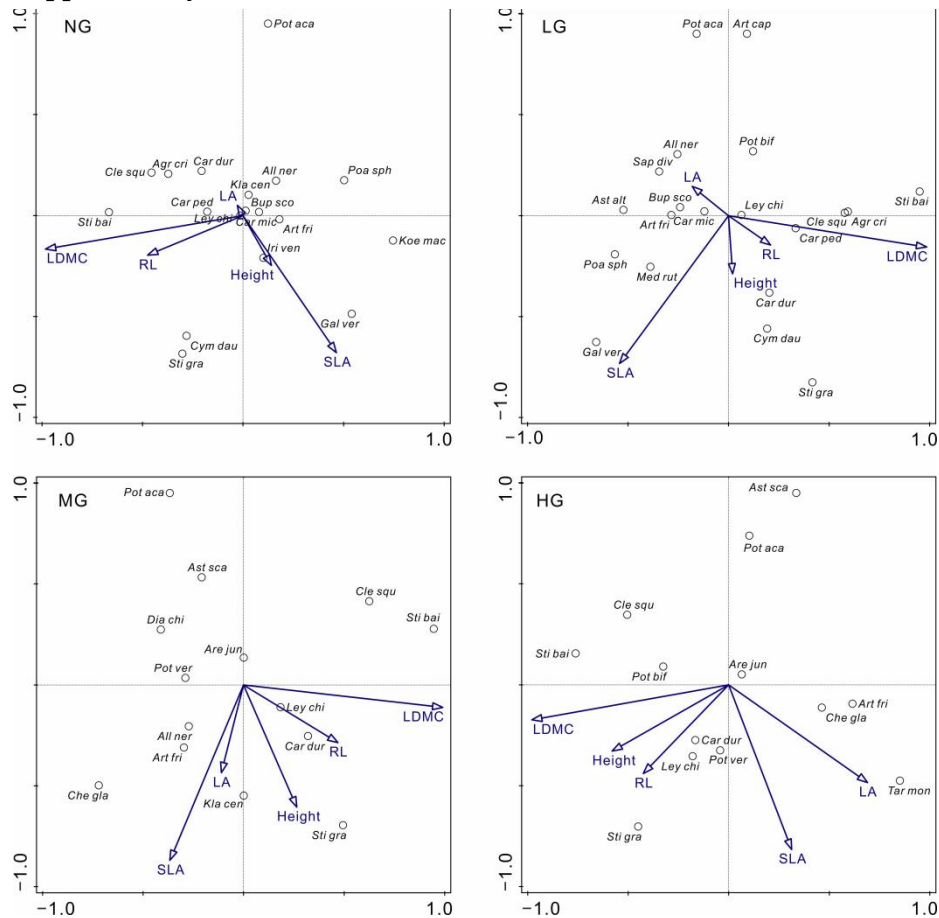 1.0
NG
Pot aca
Car dur
Agr cri
Cle squ
All ner
Poa sph
Kla cen
LA
Car ped
Bup sco
Sti bai
Ley chi
Car mic
Art fri
Koe mac
LDMC
RL
Iri ven
Height
Gal ver
Cym dau
SLA
Sti gra
-1.0
-1.0
1.0
1.0
LG
Pot aca
Art cap
All ner
Pot bif
Sap div
LA
Sti bai
Ast alt
Bup sco
Ley chi
Cle squ
Agr cri
Art fri
Car mic
Car ped
RL
LDMC
Poa sph
Med rut
Height
Car dur
Cym dau
Gal ver
SLA
Sti gra
-1.0
-1.0
1.0
1.0
MG
Pot aca
Ast sca
Cle squ
Dia chi
Sti bai
Are jun
Pot ver
Ley chi
LDMC
All ner
Car dur
RL
Art fri
LA
Che gla
Kla cen
Height
Sti gra
SLA
-1.0
-1.0
1.0
1.0
HG
Ast sca
Pot aca
Cle squ
Sti bai
Pot bif
Are jun
Art fri
Che gla
LDMC
Height
Car dur
RL
Ley chi
Pot ver
LA
Tar mon
Sti gra
SLA
-1.0
-1.0
1.0